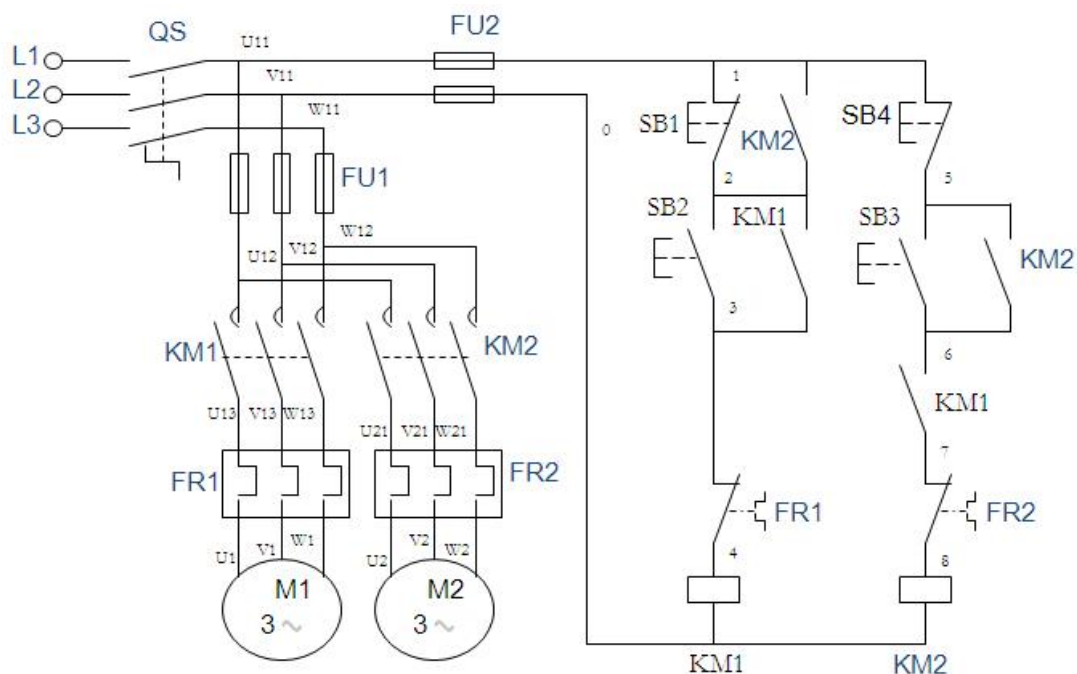 QS
FU2
L1
U11
1
L2
V11
L3
W11
0
SB1
KM2
SB4
FU1
2
5
SB2
KM1
SB3
W12
V12
U12
KM2
3
KM1
KM2
6
KM1
U13
V13
W13
U21
V21
W21
7
FR1
FR2
FR1
FR2
U1
V1
W1
U2
V2
W2
4
8
M1
3～
M2
3～
KM1
KM2